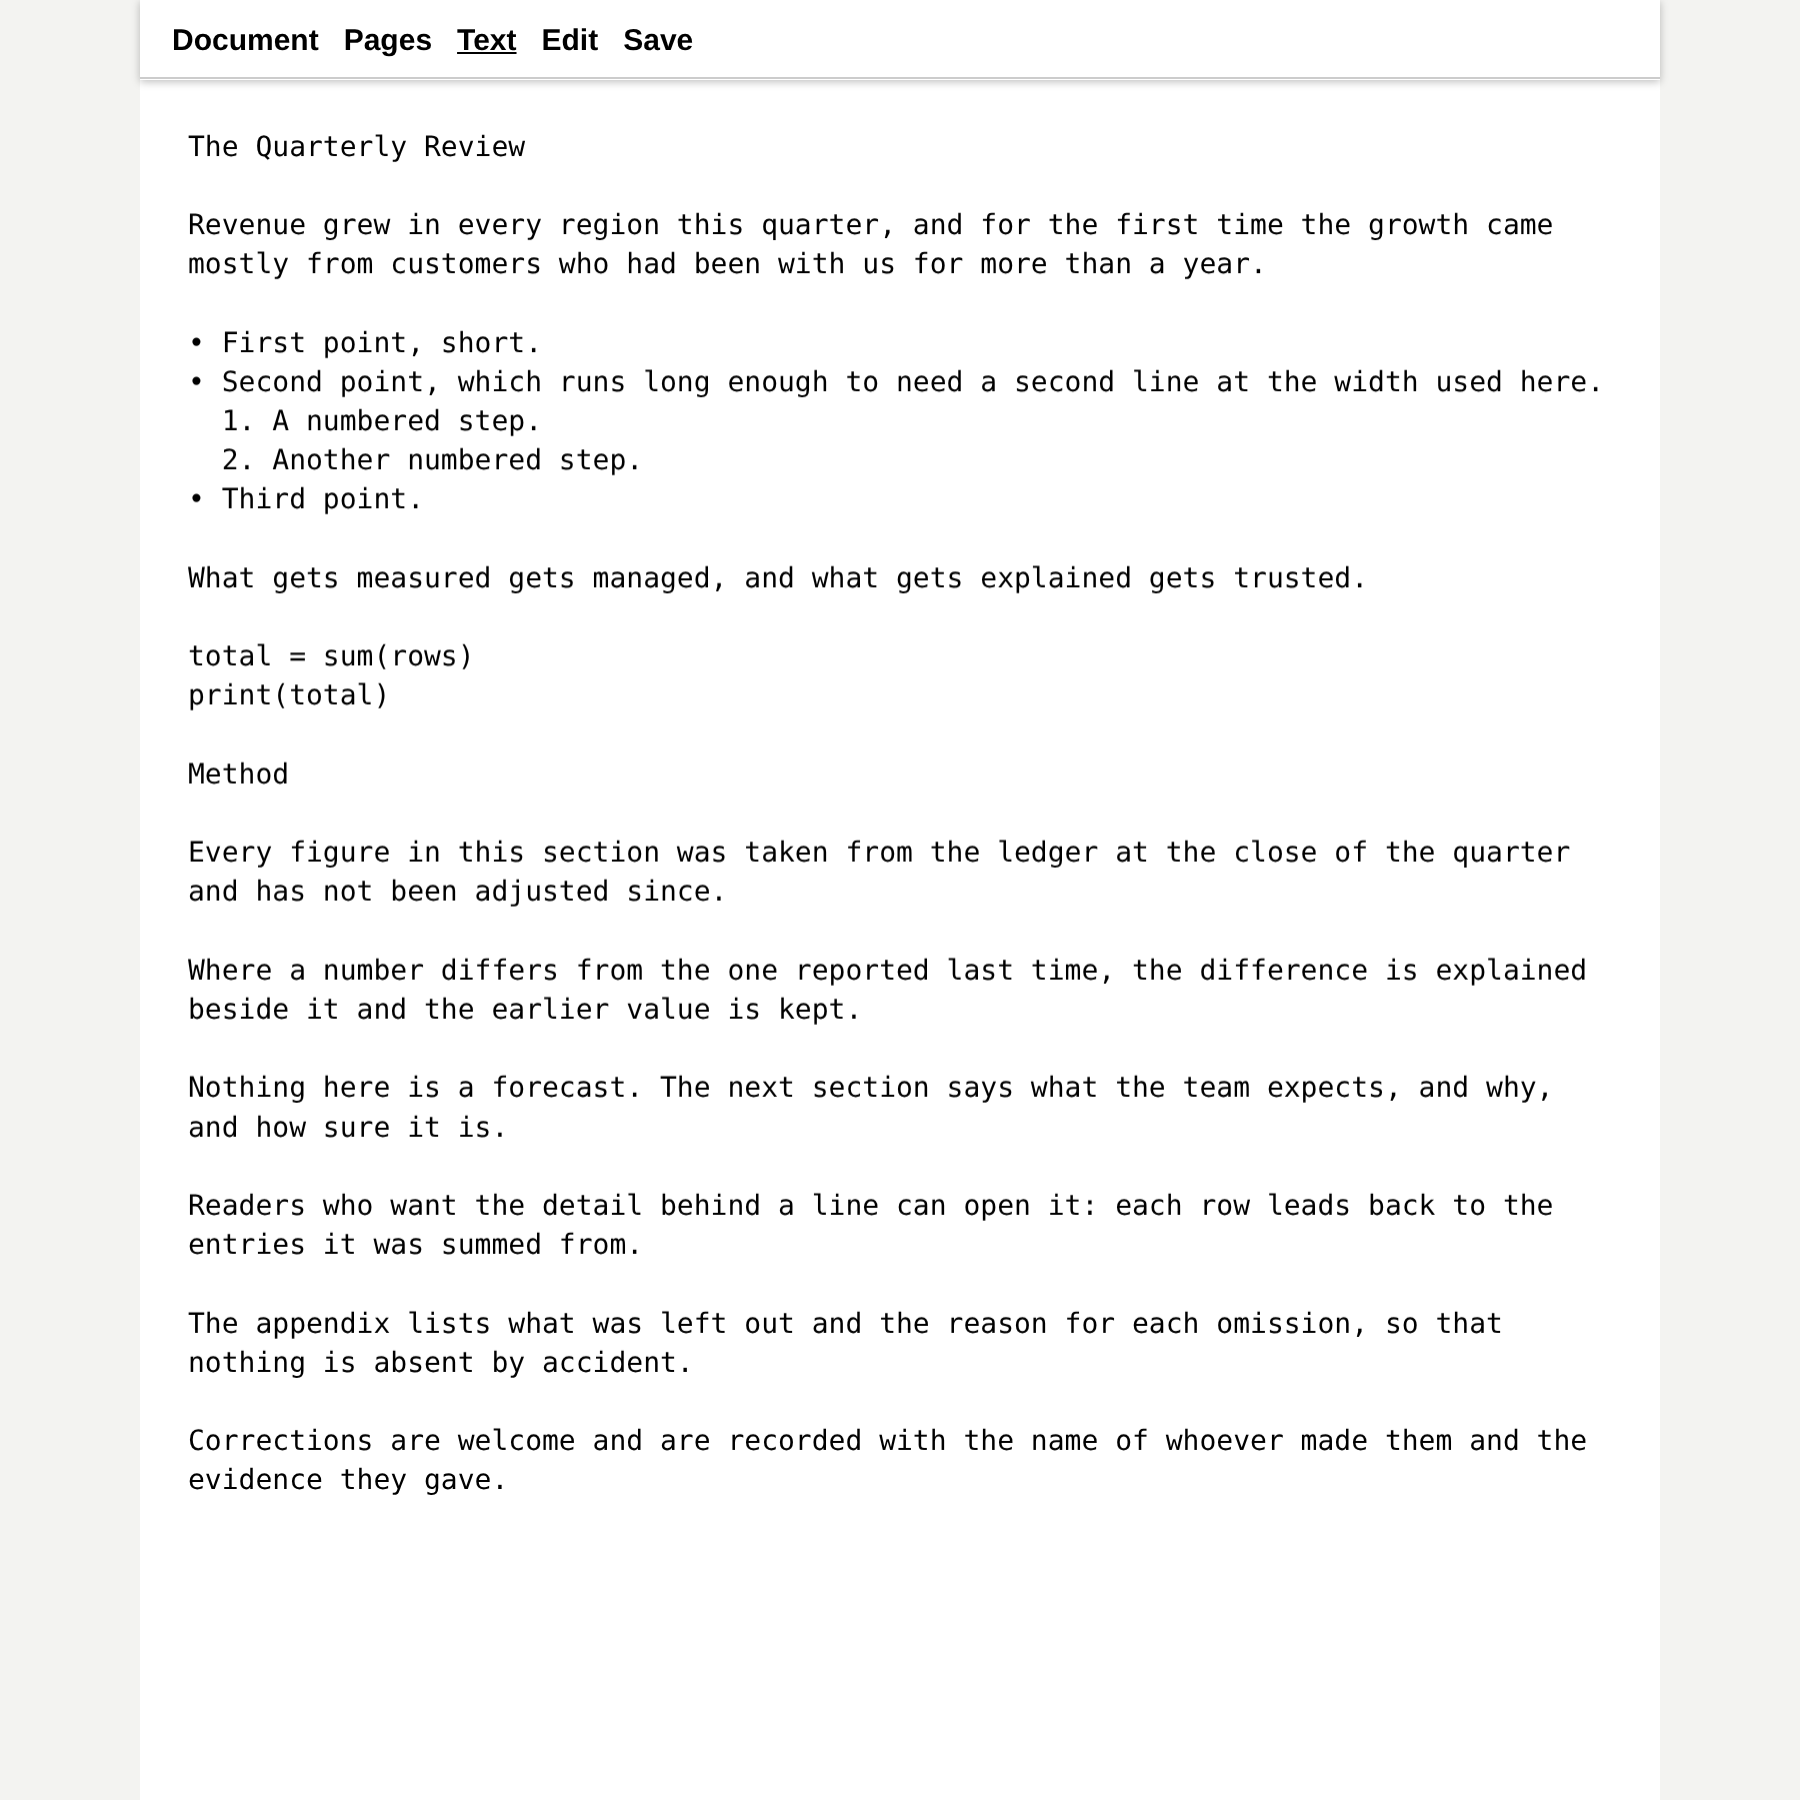 Document Pages Text Edit Save
The Quarterly Review
Revenue grew in every region this quarter, and for the first time the growth came
mostly from customers who had been with us for more than a year.
• First point, short.
• Second point, which runs long enough to need a second line at the width used here.
1. A numbered step.
2. Another numbered step.
• Third point.
What gets measured gets managed, and what gets explained gets trusted.
total = sum(rows)
print(total)
Method
Every figure in this section was taken from the ledger at the close of the quarter
and has not been adjusted since.
Where a number differs from the one reported last time, the difference is explained
beside it and the earlier value is kept.
Nothing here is a forecast. The next section says what the team expects, and why,
and how sure it is.
Readers who want the detail behind a line can open it: each row leads back to the
entries it was summed from.
The appendix lists what was left out and the reason for each omission, so that
nothing is absent by accident.
Corrections are welcome and are recorded with the name of whoever made them and the
evidence they gave.